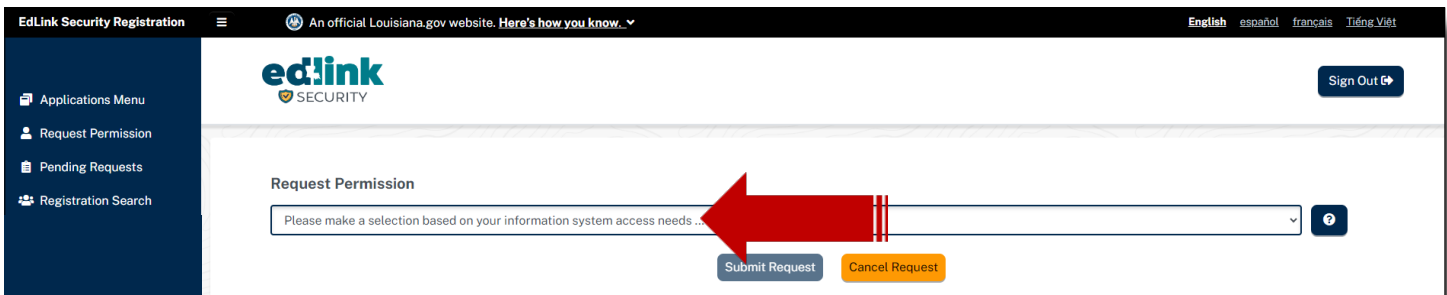 EdLink Security Registration
An official Louisiana.gov website. Here's how you know.
English español français Tiếng Việt
ed:link
SECURITY
Sign Out
Applications Menu
Request Permission
Pending Requests
Registration Search
Request Permission
Please make a selection based on your information system access needs ...
?
Submit Request Cancel Request